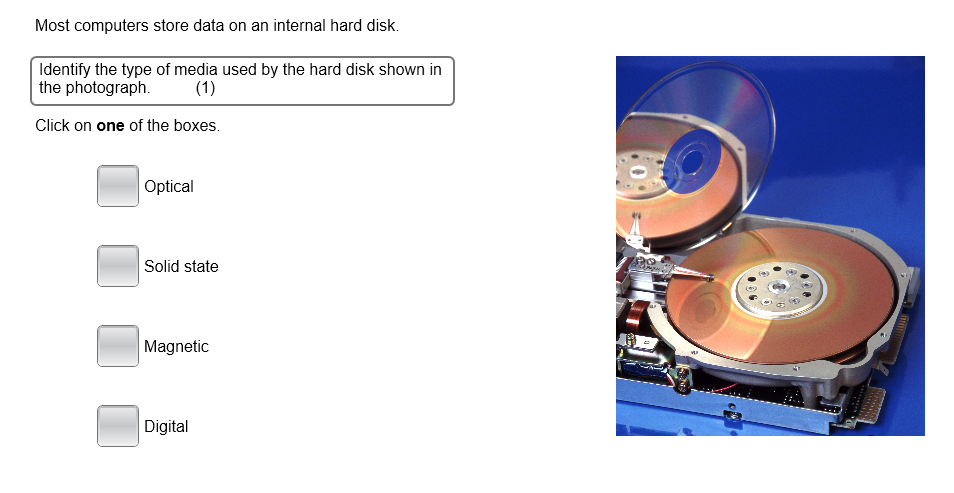 Most computers store data on an internal hard disk.
Identify the type of media used by the hard disk shown in
the photograph. (1)
Click on one of the boxes.
Optical
Solid state
Magnetic
Digital